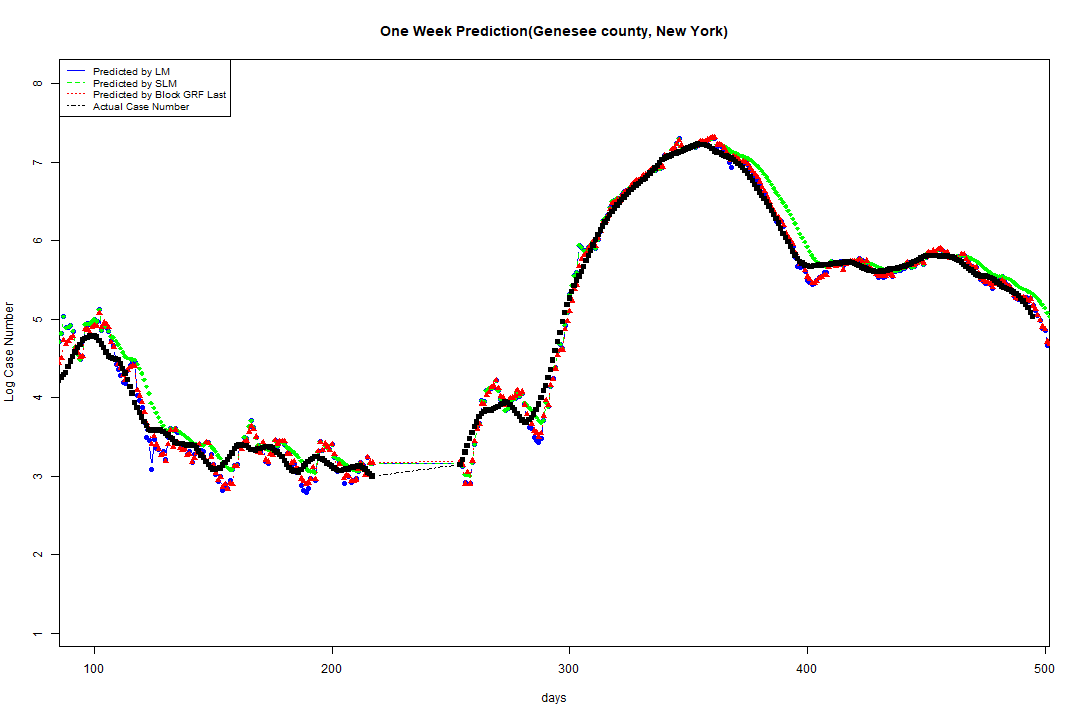 One Week Prediction(Genesee county, New York)
Predicted by LM
Predicted by SLM
Predicted by Block GRF Last
Actual Case Number
8
7
6
5
4
3
2
1
Log Case Number
100 200 300 400 500
days